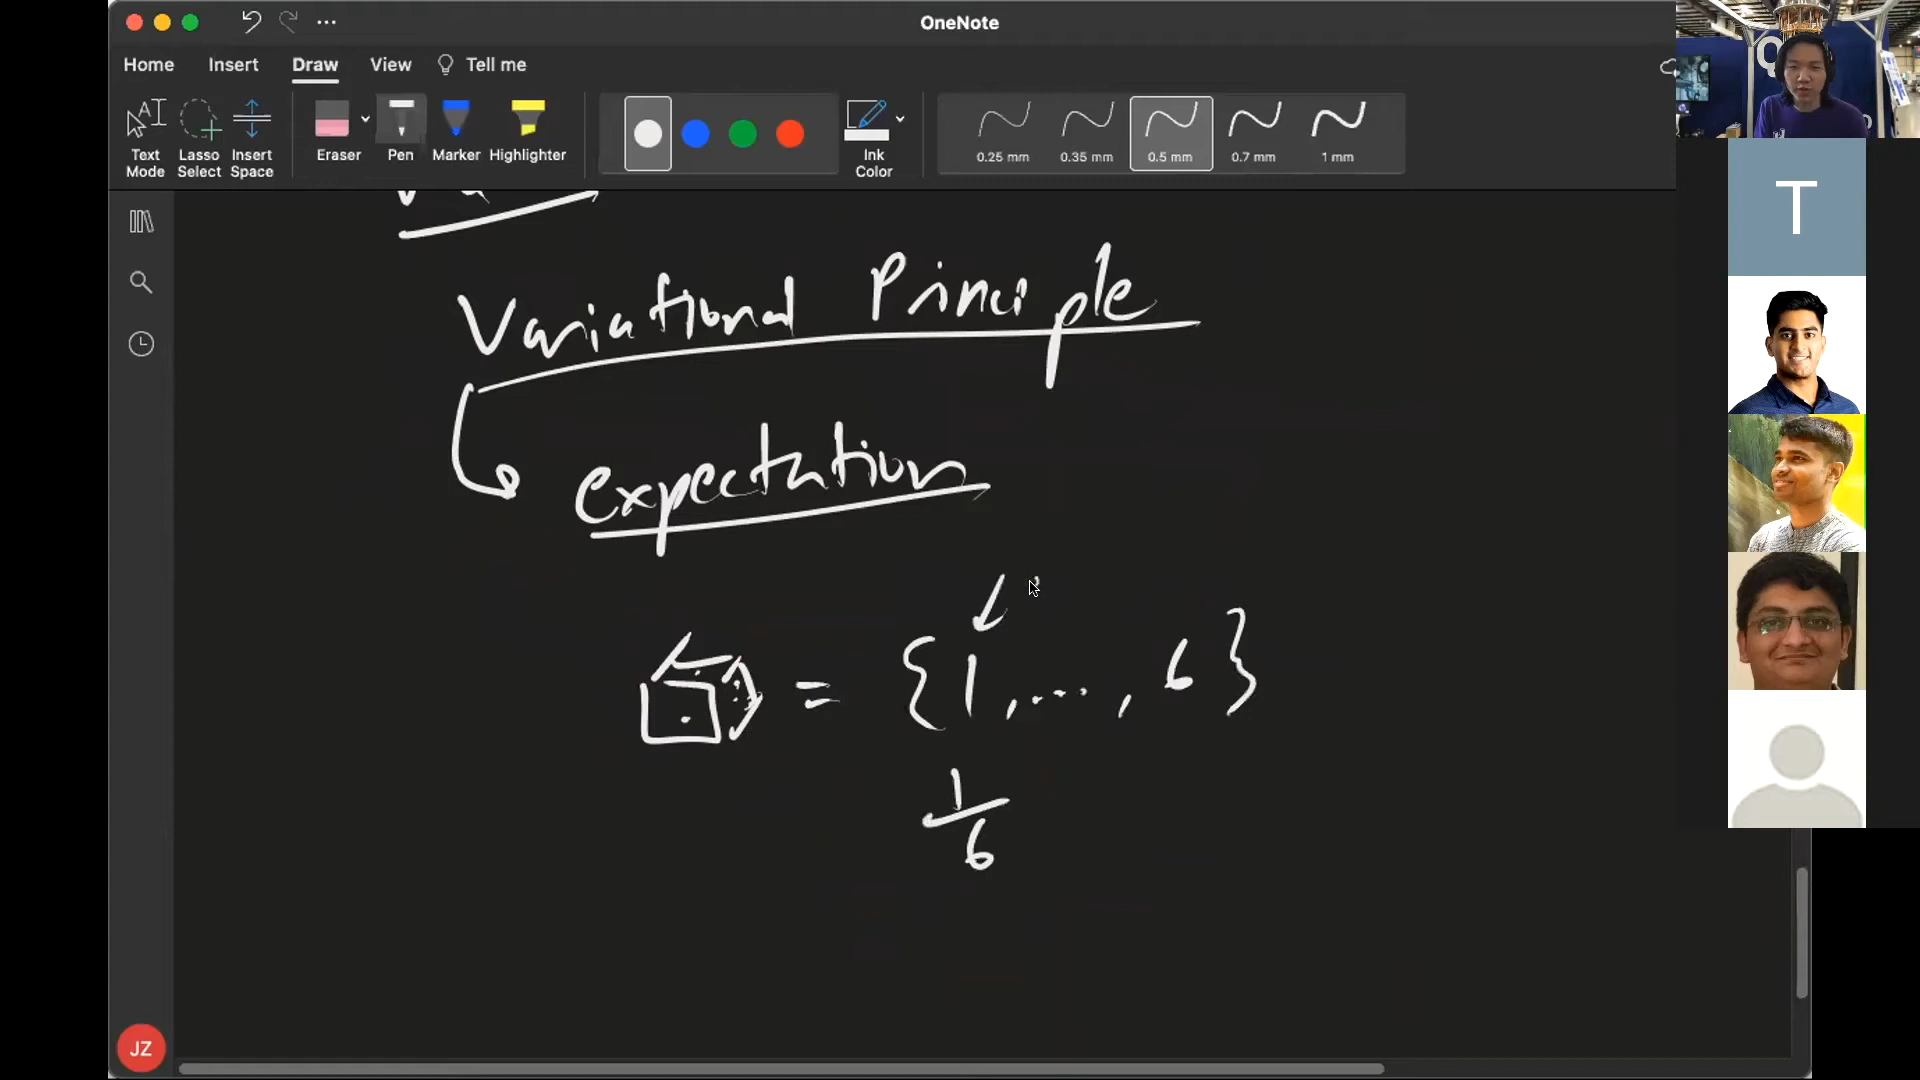 OneNote
Home Insert Draw View Tell me
Text Mode
Lasso Select
Insert Space
Eraser
Pen
Marker
Highlighter
Ink Color
0.25 mm
0.35 mm
0.5 mm
0.7 mm
1 mm
T
Variational Principle
expectation
= {1, ..., 6}
1
6
JZ